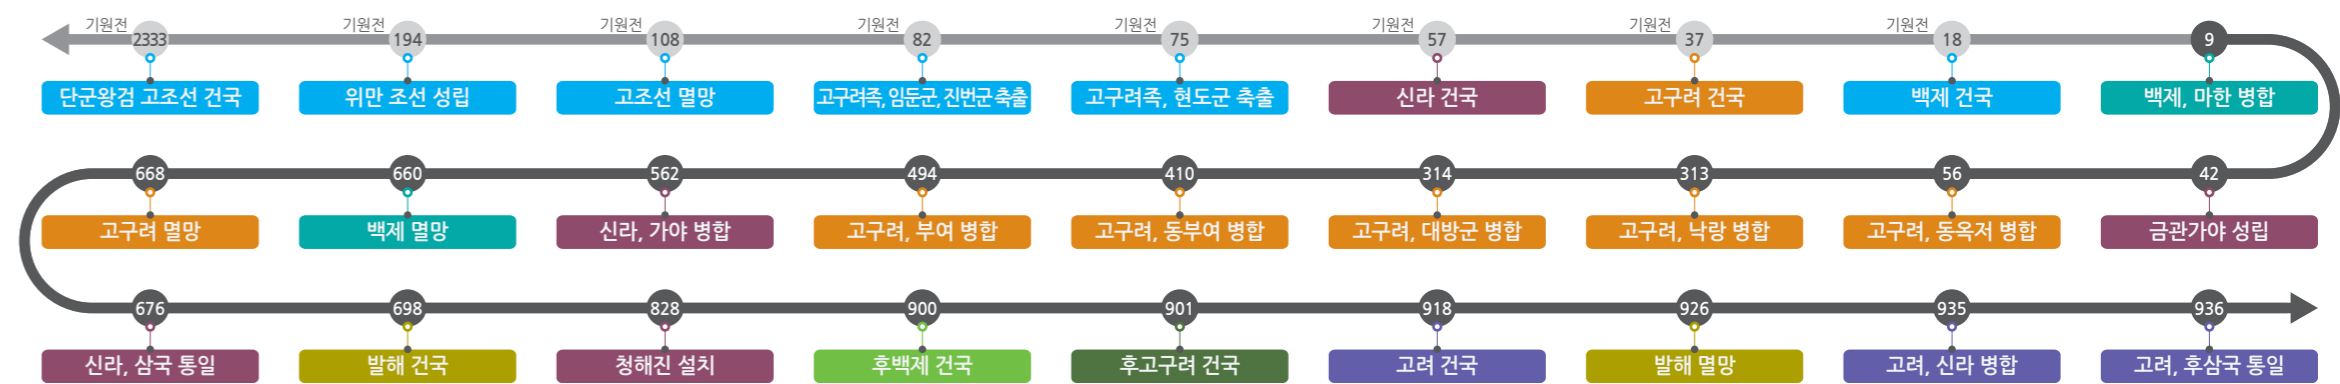 기원전 기원전 기원전 기원전 기원전 기원전 기원전 기원전
2333 194 108 82 75 57 37 18 9
단군왕검 고조선 건국 위만 조선 성립 고조선 멸망 고구려족, 임둔군, 진번군 축출 고구려족, 현도군 축출 신라 건국 고구려 건국 백제 건국 백제, 마한 병합
668 660 562 494 410 314 313 56 42
고구려 멸망 백제 멸망 신라, 가야 병합 고구려, 부여 병합 고구려, 동부여 병합 고구려, 대방군 병합 고구려, 낙랑 병합 고구려, 동옥저 병합 금관가야 성립
676 698 828 900 901 918 926 935 936
신라, 삼국 통일 발해 건국 청해진 설치 후백제 건국 후고구려 건국 고려 건국 발해 멸망 고려, 신라 병합 고려, 후삼국 통일